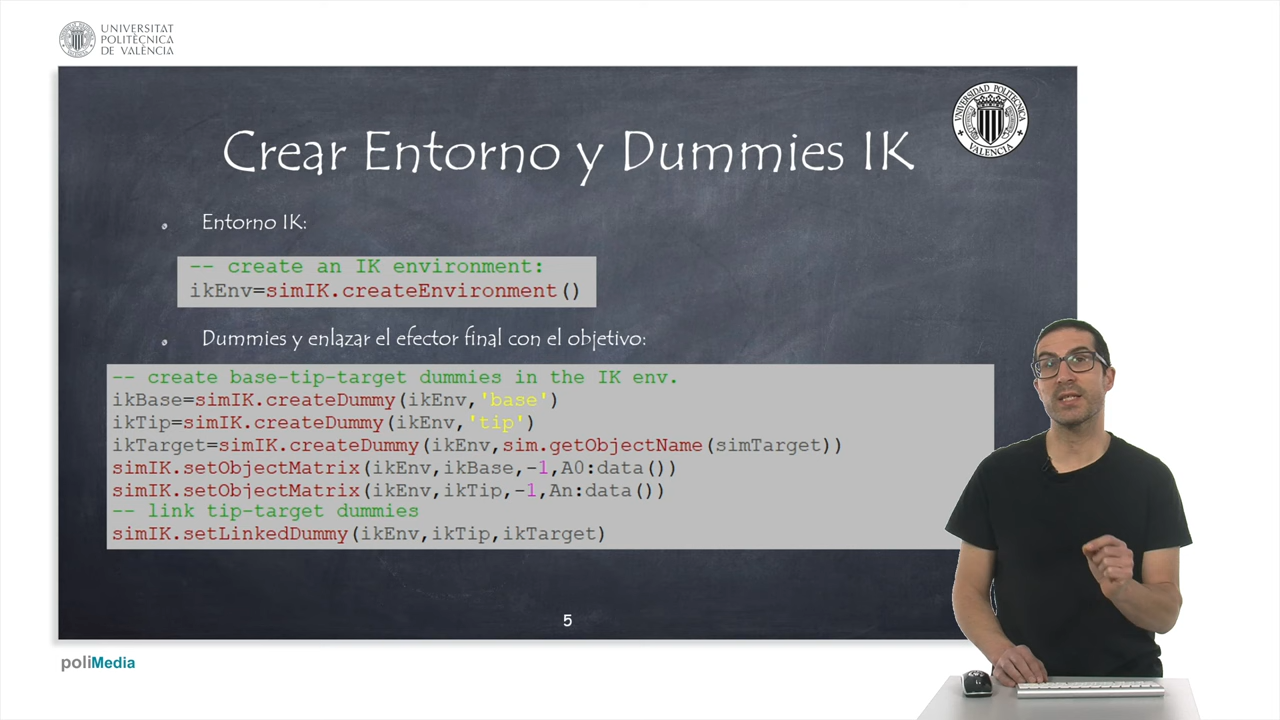 UNIVERSITAT
POLITÈCNICA
DE VALÈNCIA
UNIVERSIDAD POLITECNICA
VALENCIA
Crear Entorno y Dummies IK
Entorno IK:
-- create an IK environment:
ikEnv=simIK.createEnvironment()
Dummies y enlazar el efector final con el objetivo:
-- create base-tip-target dummies in the IK env.
ikBase=simIK.createDummy(ikEnv,'base')
ikTip=simIK.createDummy(ikEnv,'tip')
ikTarget=simIK.createDummy(ikEnv,sim.getObjectName(simTarget))
simIK.setObjectMatrix(ikEnv,ikBase,-1,A0:data())
simIK.setObjectMatrix(ikEnv,ikTip,-1,An:data())
-- link tip-target dummies
simIK.setLinkedDummy(ikEnv,ikTip,ikTarget)
5
poliMedia